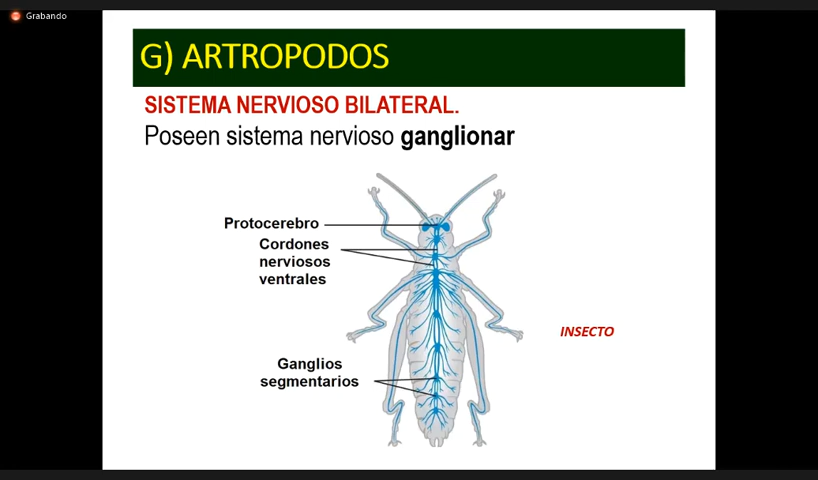 Grabando
G) ARTROPODOS
SISTEMA NERVIOSO BILATERAL.
Poseen sistema nervioso ganglionar
Protocerebro
Cordones
nerviosos
ventrales
INSECTO
Ganglios
segmentarios